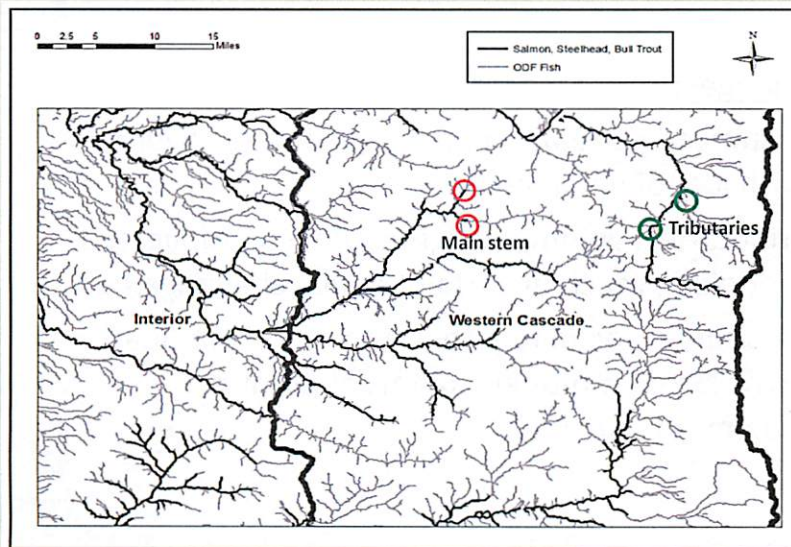 0 2.5 5 10 15
Miles
Salmon, Steelhead, Bull Trout
ODF Fish
N
Main stem
Tributaries
Interior
Western Cascade